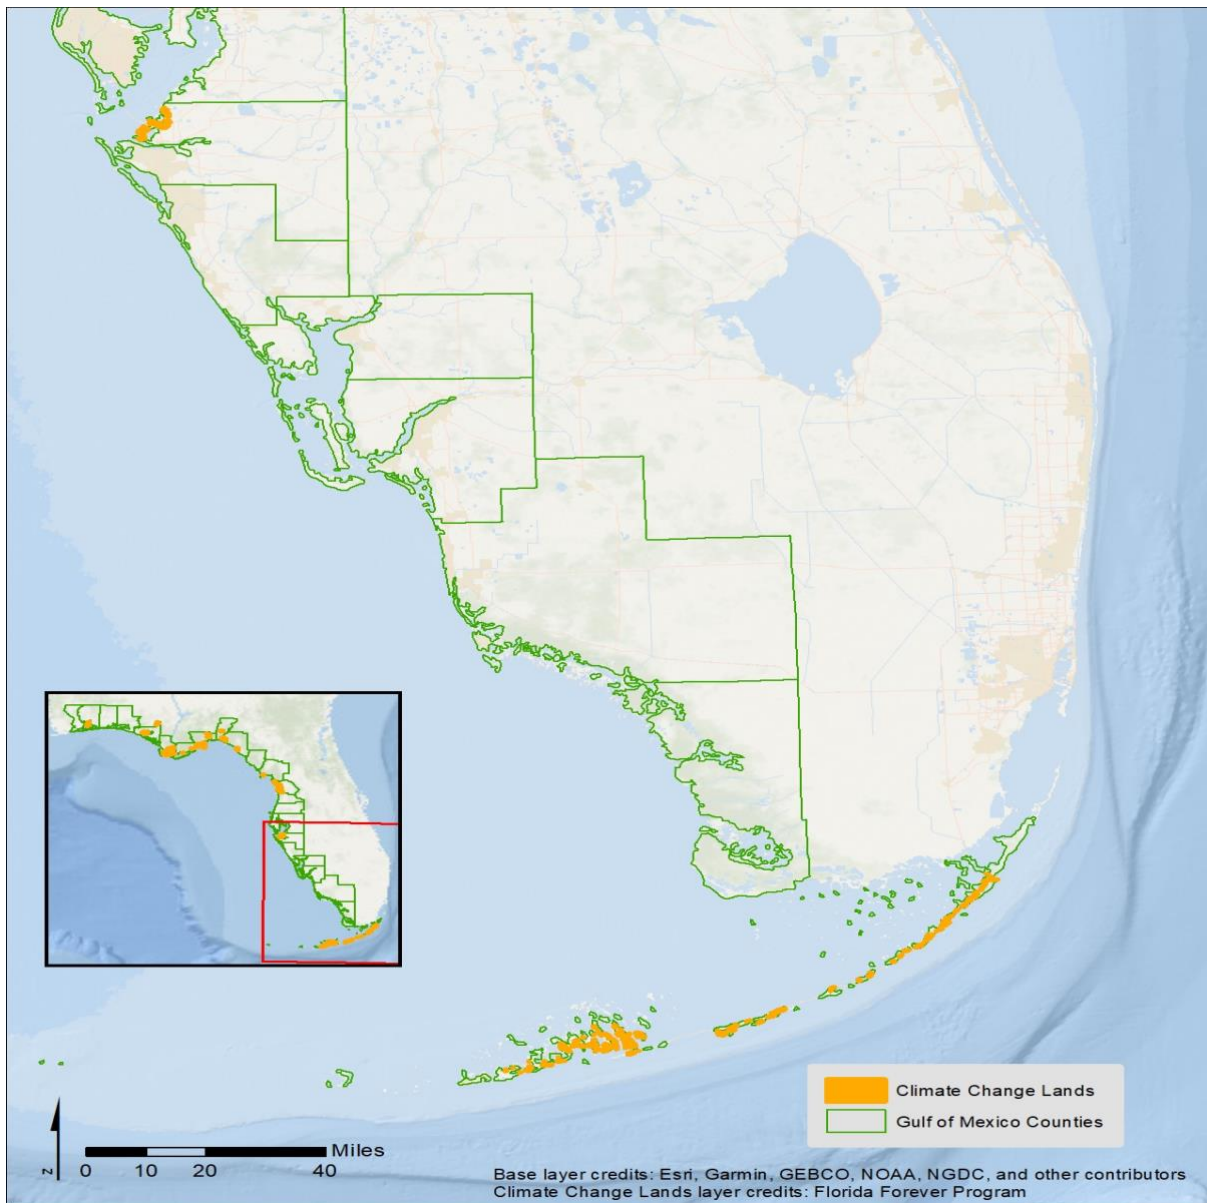 Climate Change Lands
Gulf of Mexico Counties
Miles
0 10 20 40
N
Base layer credits: Esri, Garmin, GEBCO, NOAA, NGDC, and other contributors
Climate Change Lands layer credits: Florida Forever Program